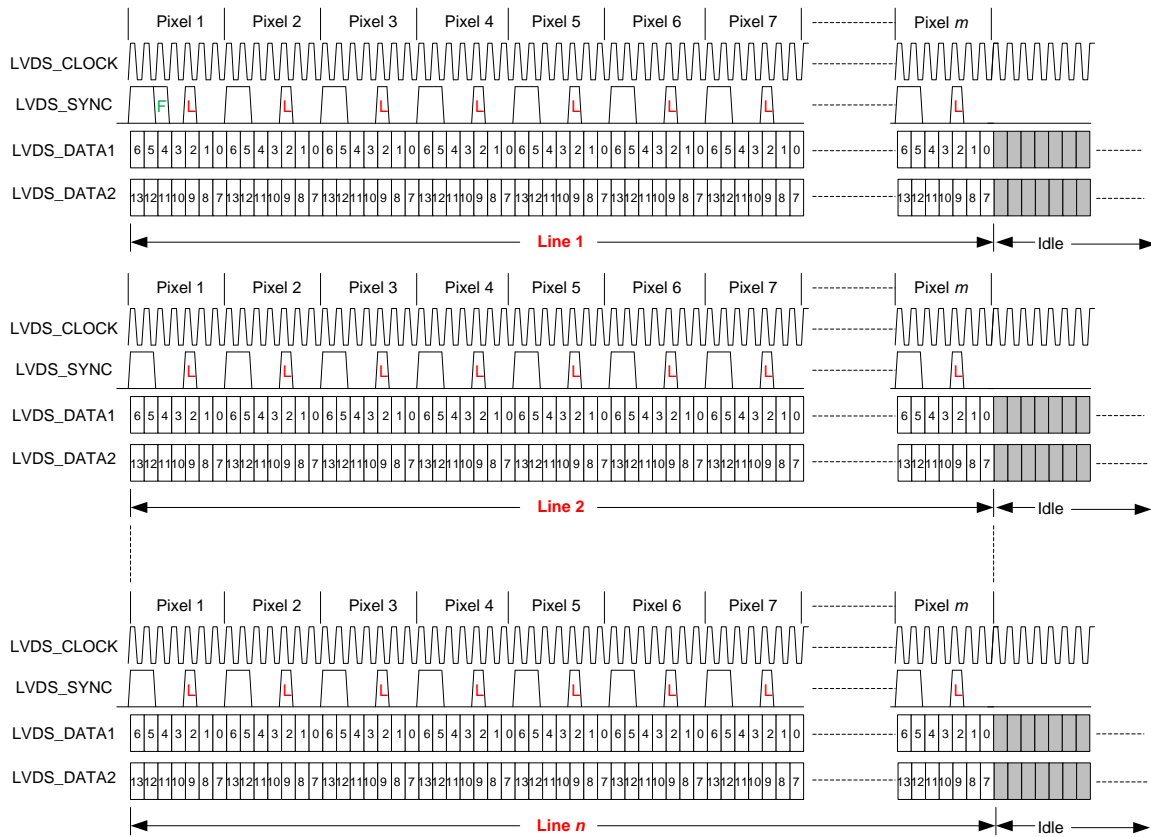 Pixel 1 Pixel 2 Pixel 3 Pixel 4 Pixel 5 Pixel 6 Pixel 7 Pixel m
LVDS_CLOCK
LVDS_SYNC F L L L L L L L L
LVDS_DATA1 6 5 4 3 2 1 0 6 5 4 3 2 1 0 6 5 4 3 2 1 0 6 5 4 3 2 1 0 6 5 4 3 2 1 0 6 5 4 3 2 1 0 6 5 4 3 2 1 0 6 5 4 3 2 1 0
LVDS_DATA2 13 12 11 10 9 8 7 13 12 11 10 9 8 7 13 12 11 10 9 8 7 13 12 11 10 9 8 7 13 12 11 10 9 8 7 13 12 11 10 9 8 7 13 12 11 10 9 8 7 13 12 11 10 9 8 7
Line 1 Idle
Pixel 1 Pixel 2 Pixel 3 Pixel 4 Pixel 5 Pixel 6 Pixel 7 Pixel m
LVDS_CLOCK
LVDS_SYNC L L L L L L L L
LVDS_DATA1 6 5 4 3 2 1 0 6 5 4 3 2 1 0 6 5 4 3 2 1 0 6 5 4 3 2 1 0 6 5 4 3 2 1 0 6 5 4 3 2 1 0 6 5 4 3 2 1 0 6 5 4 3 2 1 0
LVDS_DATA2 13 12 11 10 9 8 7 13 12 11 10 9 8 7 13 12 11 10 9 8 7 13 12 11 10 9 8 7 13 12 11 10 9 8 7 13 12 11 10 9 8 7 13 12 11 10 9 8 7 13 12 11 10 9 8 7
Line 2 Idle
Pixel 1 Pixel 2 Pixel 3 Pixel 4 Pixel 5 Pixel 6 Pixel 7 Pixel m
LVDS_CLOCK
LVDS_SYNC L L L L L L L L
LVDS_DATA1 6 5 4 3 2 1 0 6 5 4 3 2 1 0 6 5 4 3 2 1 0 6 5 4 3 2 1 0 6 5 4 3 2 1 0 6 5 4 3 2 1 0 6 5 4 3 2 1 0 6 5 4 3 2 1 0
LVDS_DATA2 13 12 11 10 9 8 7 13 12 11 10 9 8 7 13 12 11 10 9 8 7 13 12 11 10 9 8 7 13 12 11 10 9 8 7 13 12 11 10 9 8 7 13 12 11 10 9 8 7 13 12 11 10 9 8 7
Line n Idle